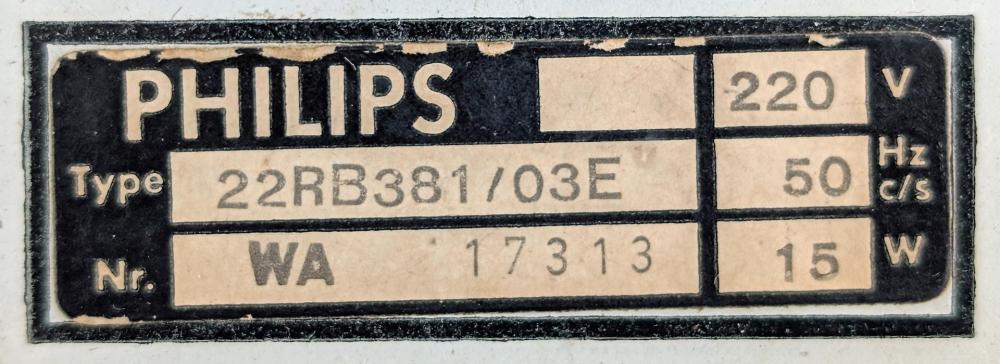 PHILIPS 220 V
Type 22RB381/03E 50 Hz c/s
Nr. WA 17313 15 W